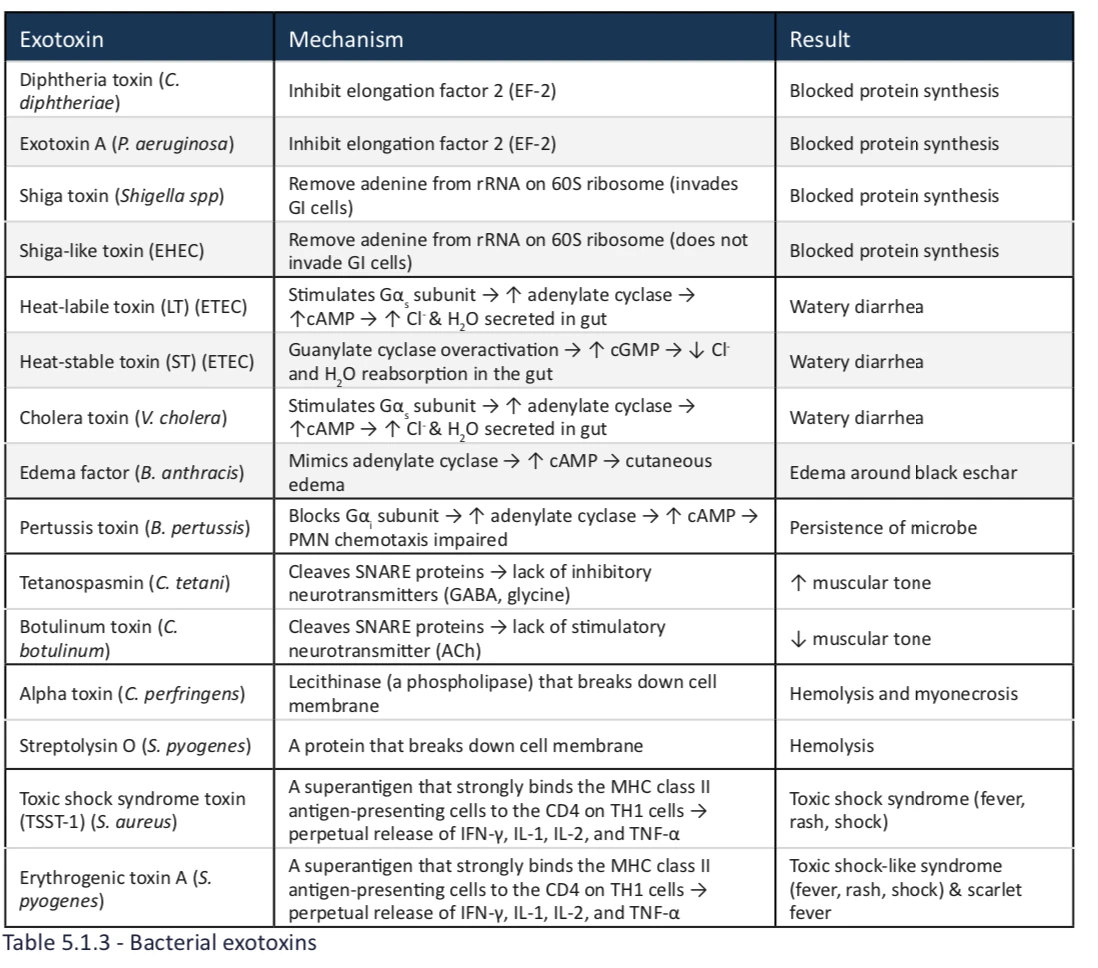 Exotoxin Mechanism Result
Diphtheria toxin (C.
diphtheriae)
Inhibit elongation factor 2 (EF-2)
Blocked protein synthesis
Exotoxin A (P. aeruginosa)
Inhibit elongation factor 2 (EF-2)
Blocked protein synthesis
Shiga toxin (Shigella spp)
Remove adenine from rRNA on 60S ribosome (invades
GI cells)
Blocked protein synthesis
Shiga-like toxin (EHEC)
Remove adenine from rRNA on 60S ribosome (does not
invade GI cells)
Blocked protein synthesis
Heat-labile toxin (LT) (ETEC)
Stimulates Gαs subunit → ↑ adenylate cyclase →
↑cAMP → ↑ Cl⁻ & H₂O secreted in gut
Watery diarrhea
Heat-stable toxin (ST) (ETEC)
Guanylate cyclase overactivation → ↑ cGMP → ↓ Cl⁻
and H₂O reabsorption in the gut
Watery diarrhea
Cholera toxin (V. cholera)
Stimulates Gαs subunit → ↑ adenylate cyclase →
↑cAMP → ↑ Cl⁻ & H₂O secreted in gut
Watery diarrhea
Edema factor (B. anthracis)
Mimics adenylate cyclase → ↑ cAMP → cutaneous
edema
Edema around black eschar
Pertussis toxin (B. pertussis)
Blocks Gαi subunit → ↑ adenylate cyclase → ↑ cAMP →
PMN chemotaxis impaired
Persistence of microbe
Tetanospasmin (C. tetani)
Cleaves SNARE proteins → lack of inhibitory
neurotransmitters (GABA, glycine)
↑ muscular tone
Botulinum toxin (C.
botulinum)
Cleaves SNARE proteins → lack of stimulatory
neurotransmitter (ACh)
↓ muscular tone
Alpha toxin (C. perfringens)
Lecithinase (a phospholipase) that breaks down cell
membrane
Hemolysis and myonecrosis
Streptolysin O (S. pyogenes)
A protein that breaks down cell membrane
Hemolysis
Toxic shock syndrome toxin
(TSST-1) (S. aureus)
A superantigen that strongly binds the MHC class II
antigen-presenting cells to the CD4 on TH1 cells →
perpetual release of IFN-γ, IL-1, IL-2, and TNF-α
Toxic shock syndrome (fever,
rash, shock)
Erythrogenic toxin A (S.
pyogenes)
A superantigen that strongly binds the MHC class II
antigen-presenting cells to the CD4 on TH1 cells →
perpetual release of IFN-γ, IL-1, IL-2, and TNF-α
Toxic shock-like syndrome
(fever, rash, shock) & scarlet
fever
Table 5.1.3 - Bacterial exotoxins